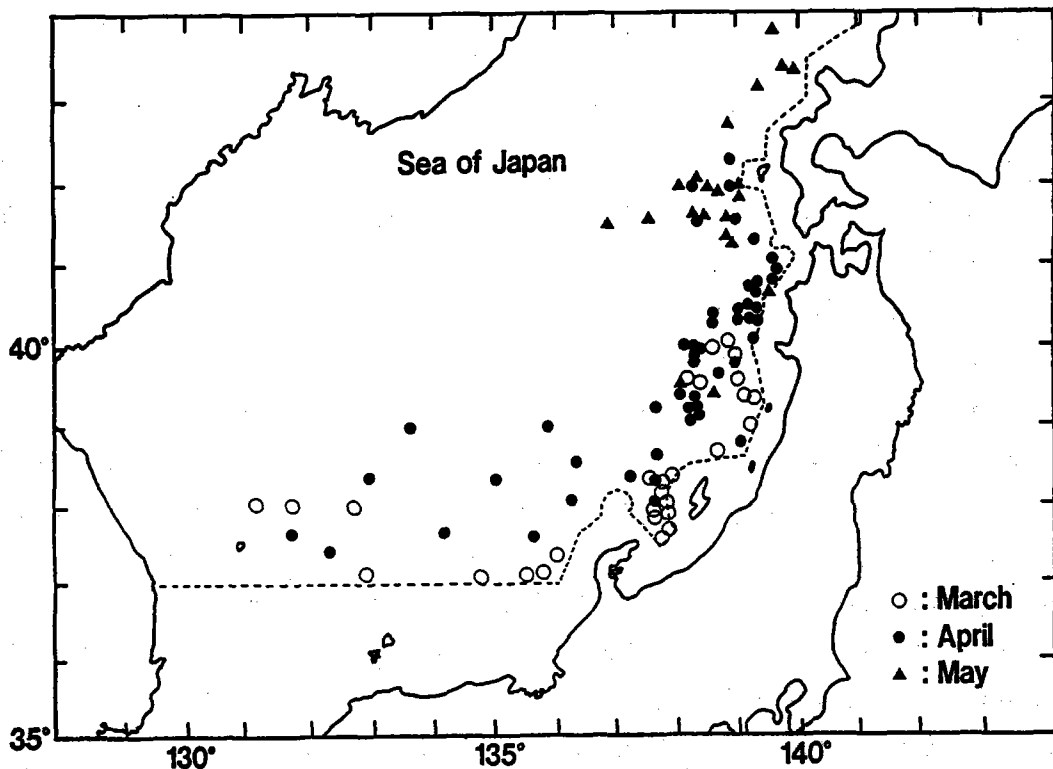 Sea of Japan
40°
○ : March
● : April
▲ : May
35°
130°
135°
140°